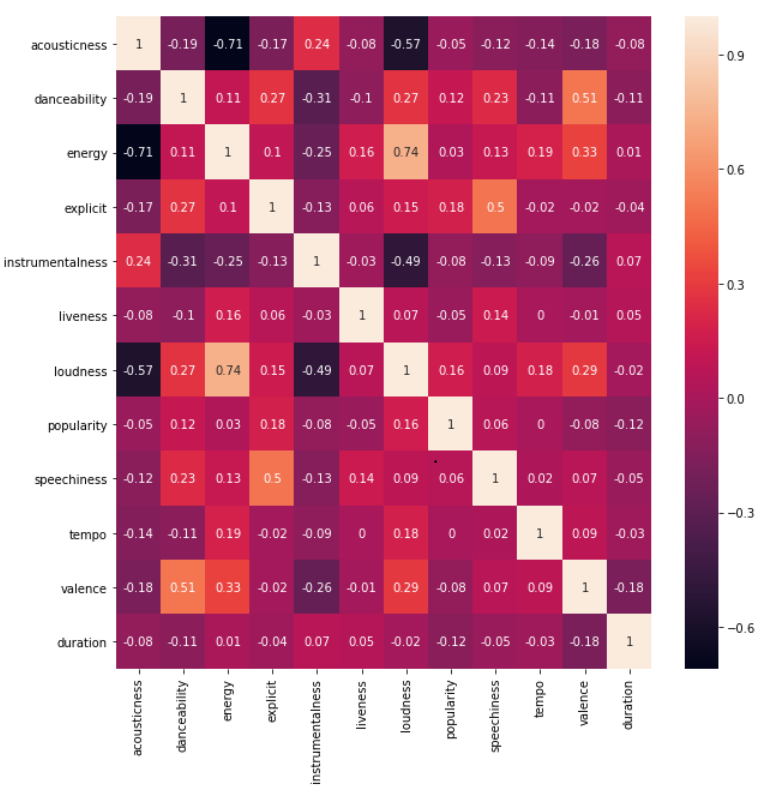 acousticness 1 -0.19 -0.71 -0.17 0.24 -0.08 -0.57 -0.05 -0.12 -0.14 -0.18 -0.08
danceability -0.19 1 0.11 0.27 -0.31 -0.1 0.27 0.12 0.23 -0.11 0.51 -0.11
energy -0.71 0.11 1 0.1 -0.25 0.16 0.74 0.03 0.13 0.19 0.33 0.01
explicit -0.17 0.27 0.1 1 -0.13 0.06 0.15 0.18 0.5 -0.02 -0.02 -0.04
instrumentalness 0.24 -0.31 -0.25 -0.13 1 -0.03 -0.49 -0.08 -0.13 -0.09 -0.26 0.07
liveness -0.08 -0.1 0.16 0.06 -0.03 1 0.07 -0.05 0.14 0 -0.01 0.05
loudness -0.57 0.27 0.74 0.15 -0.49 0.07 1 0.16 0.09 0.18 0.29 -0.02
popularity -0.05 0.12 0.03 0.18 -0.08 -0.05 0.16 1 0.06 0 -0.08 -0.12
speechiness -0.12 0.23 0.13 0.5 -0.13 0.14 0.09 0.06 1 0.02 0.07 -0.05
tempo -0.14 -0.11 0.19 -0.02 -0.09 0 0.18 0 0.02 1 0.09 -0.03
valence -0.18 0.51 0.33 -0.02 -0.26 -0.01 0.29 -0.08 0.07 0.09 1 -0.18
duration -0.08 -0.11 0.01 -0.04 0.07 0.05 -0.02 -0.12 -0.05 -0.03 -0.18 1
acousticness
danceability
energy
explicit
instrumentalness
liveness
loudness
popularity
speechiness
tempo
valence
duration
0.9
0.6
0.3
0.0
-0.3
-0.6